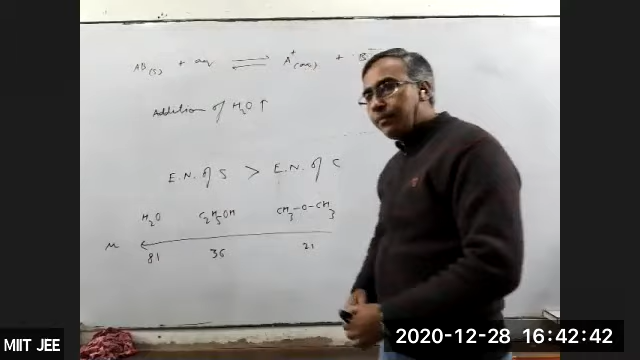 AB(s) + aq ⇌ A⁺(aq) + B⁻
Addition of H₂O ↑
E.N. of S > E.N. of C
H₂O C₂H₅OH CH₃-O-CH₃
μ ←
81 36 21
MIIT JEE
2020-12-28 16:42:42